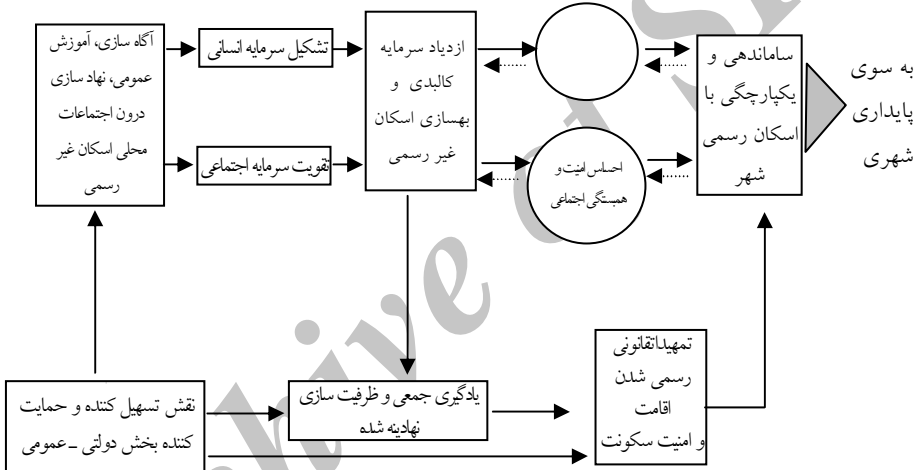 آگاه سازی، آموزش
عمومی، نهاد سازی
درون اجتماعات
محلی اسکان غیر
رسمی
تشکیل سرمایه انسانی
تقویت سرمایه اجتماعی
ازدیاد سرمایه
کالبدی و
بهسازی اسکان
غیر رسمی
احساس امنیت و
همبستگی اجتماعی
ساماندهی و
یکپارچگی با
اسکان رسمی
شهر
به سوی
پایداری
شهری
تمهیداتقانونی
رسمی شدن
اقامت
و امنیت سکونت
یادگیری جمعی و ظرفیت سازی
نهادینه شده
نقش تسهیل کننده و حمایت
کننده بخش دولتی – عمومی
hive of S